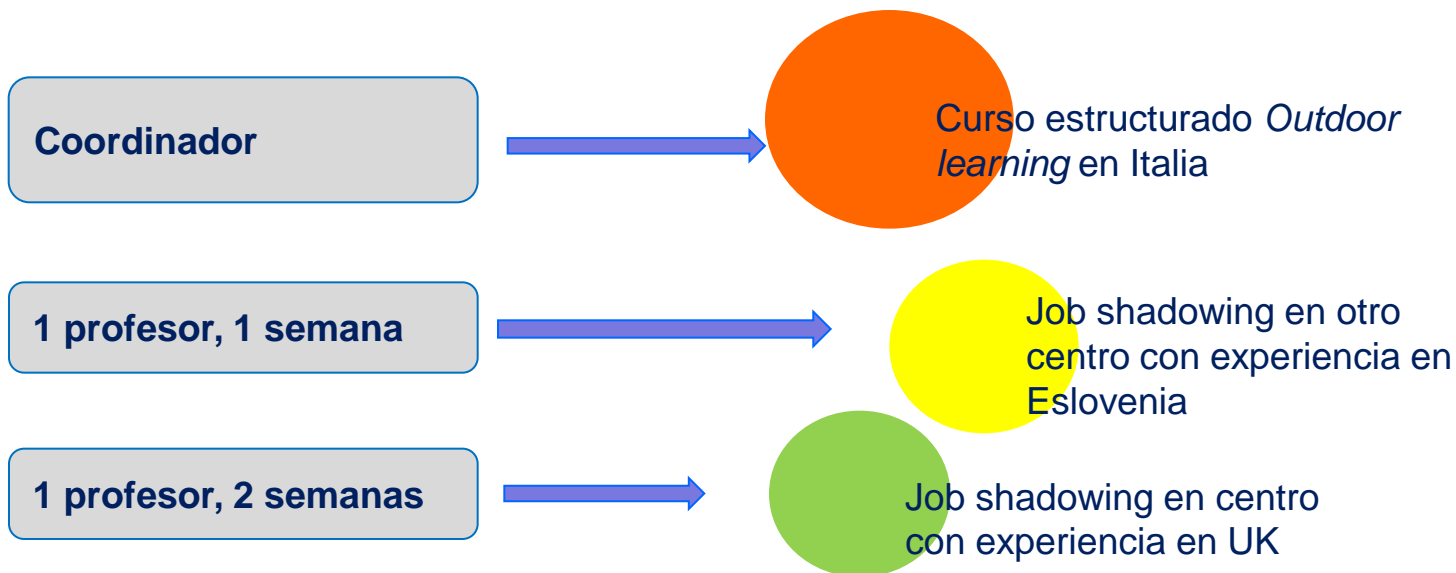 Coordinador
Curso estructurado Outdoor
learning en Italia
1 profesor, 1 semana
Job shadowing en otro
centro con experiencia en
Eslovenia
1 profesor, 2 semanas
Job shadowing en centro
con experiencia en UK